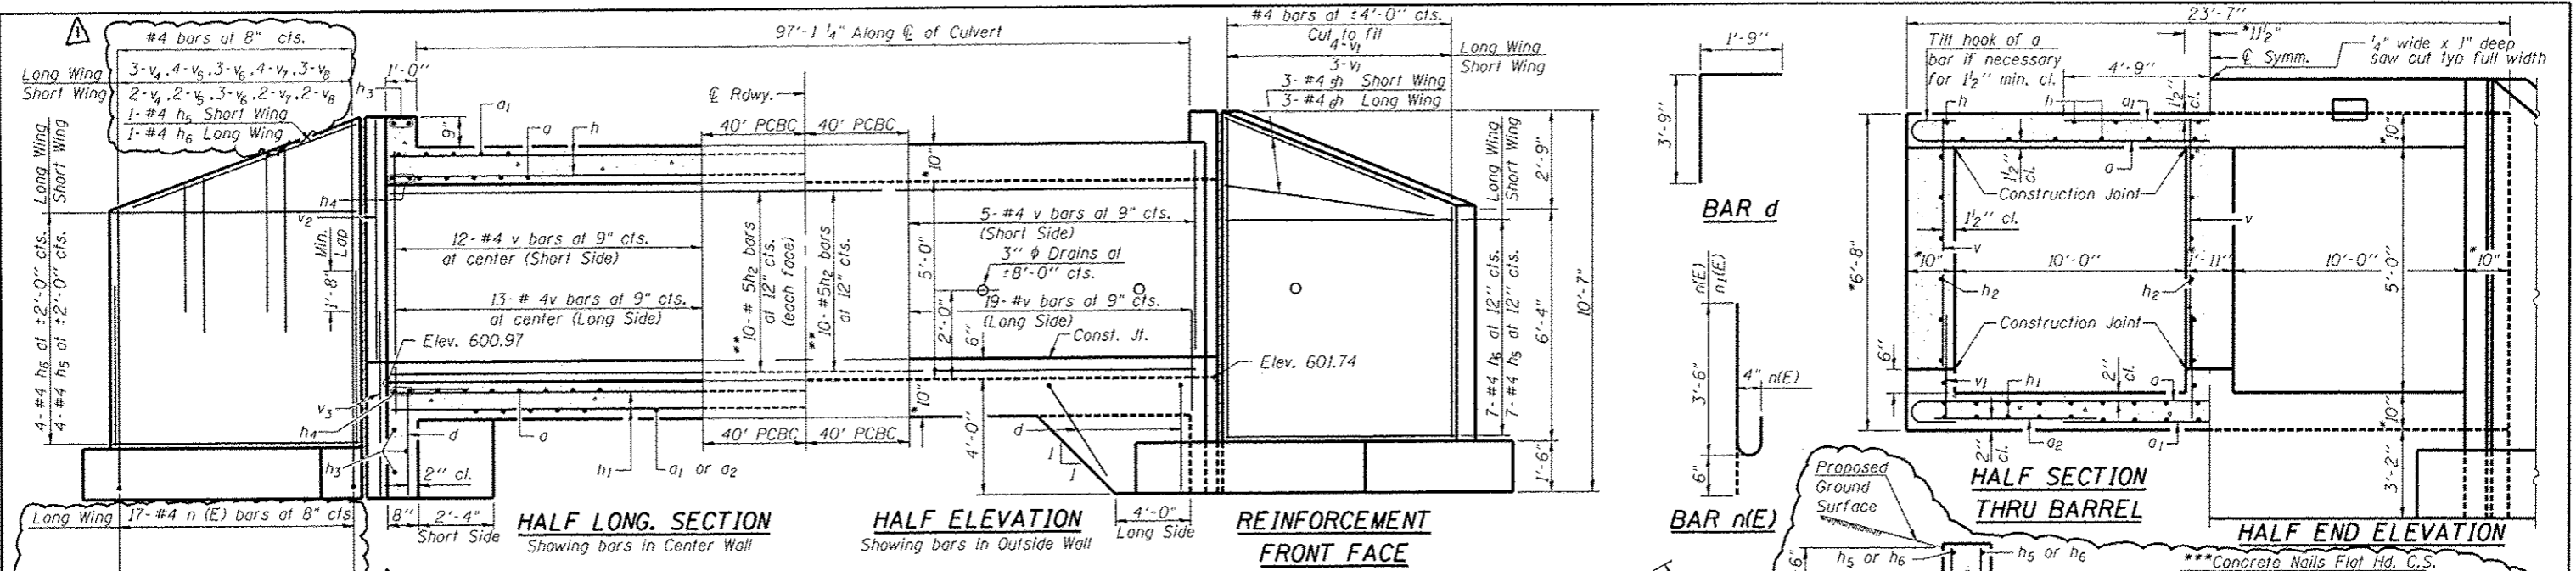 1
#4 bars at 8" cts.
Long Wing 3-v4, 4-v5, 3-v6, 4-v7, 3-v8
Short Wing 2-v4, 2-v5, 3-v6, 2-v7, 2-v8
1-#4 h5 Short Wing
1-#4 h6 Long Wing
Long Wing
Short Wing
4-#4 h6 at ±2'-0" cts.
4-#4 h5 at ±2'-0" cts.
1'-0"
h3
9"
a1
a
h
97'-1 1/4" Along ℄ of Culvert
℄ Rdwy.
40' PCBC 40' PCBC
*10"
h4
v2
Min. Lap
1'-8"
12-#4 v bars at 9" cts.
at center (Short Side)
13-# 4v bars at 9" cts.
at center (Long Side)
**10-# 5h2 bars
at 12" cts.
(each face)
**10-#5h2 bars
at 12" cts.
5'-0"
5-#4 v bars at 9" cts.
(Short Side)
3" ϕ Drains at
±8'-0" cts.
19-#v bars at 9" cts.
(Long Side)
2'-0"
6"
Const. Jt.
Elev. 600.97
Elev. 601.74
v3
h4
h3
d
a
2" cl.
h1
a1 or a2
40' PCBC 40' PCBC
*10"
4'-0"
d
1
1
8"
2'-4"
Short Side
4'-0"
Long Side
Long Wing 17-#4 n (E) bars at 8" cts
HALF LONG. SECTION
Showing bars in Center Wall
HALF ELEVATION
Showing bars in Outside Wall
REINFORCEMENT
FRONT FACE
#4 bars at ±4'-0" cts.
Cut to fit
4-v1 Long Wing
3-v1 Short Wing
Short Wing
Long Wing
Long Wing
Short Wing
2'-9"
7-#4 h6 at 12" cts.
7-#4 h5 at 12" cts.
6'-4"
10'-7"
1'-6"
1'-9"
3'-9"
BAR d
n(E)
n1(E)
3'-6"
4" n(E)
6"
BAR n(E)
23'-7"
*11 1/2"
Tilt hook of a
bar if necessary
for 1 1/2" min. cl.
4'-9"
℄ Symm.
1/4" wide x 1" deep
saw cut typ full width
h
h
a1
1 1/2" cl.
*10"
1 1/2" cl.
a
Construction Joint
*6'-8"
1 1/2" cl.
v
v
*10"
10'-0"
1'-11"
10'-0"
*10"
5'-0"
h2
h2
Construction Joint
6"
v1
h1
2" cl.
a
*10"
2" cl.
a2
a1
3'-2"
HALF SECTION
THRU BARREL
HALF END ELEVATION
Proposed
Ground
Surface
h5 or h6
h5 or h6
***Concrete Nails Flat Hd. C.S.